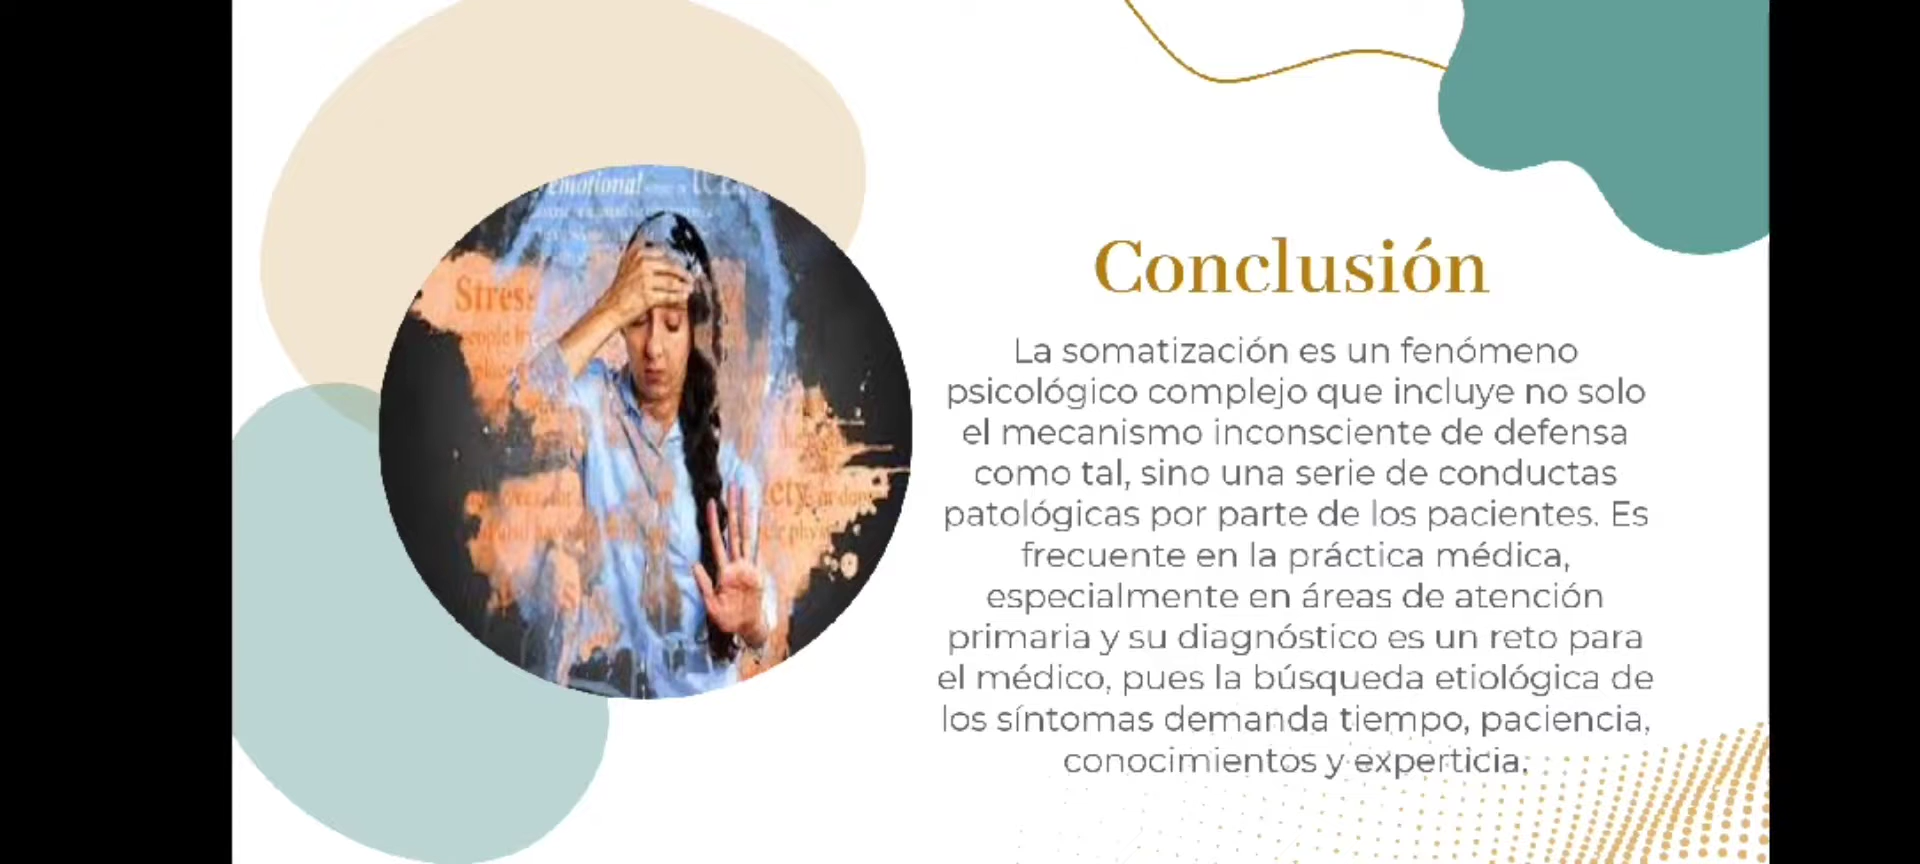 emotional
Stress
Conclusión
La somatización es un fenómeno
psicológico complejo que incluye no solo
el mecanismo inconsciente de defensa
como tal, sino una serie de conductas
patológicas por parte de los pacientes. Es
frecuente en la práctica médica,
especialmente en áreas de atención
primaria y su diagnóstico es un reto para
el médico, pues la búsqueda etiológica de
los síntomas demanda tiempo, paciencia,
conocimientos y experticia.